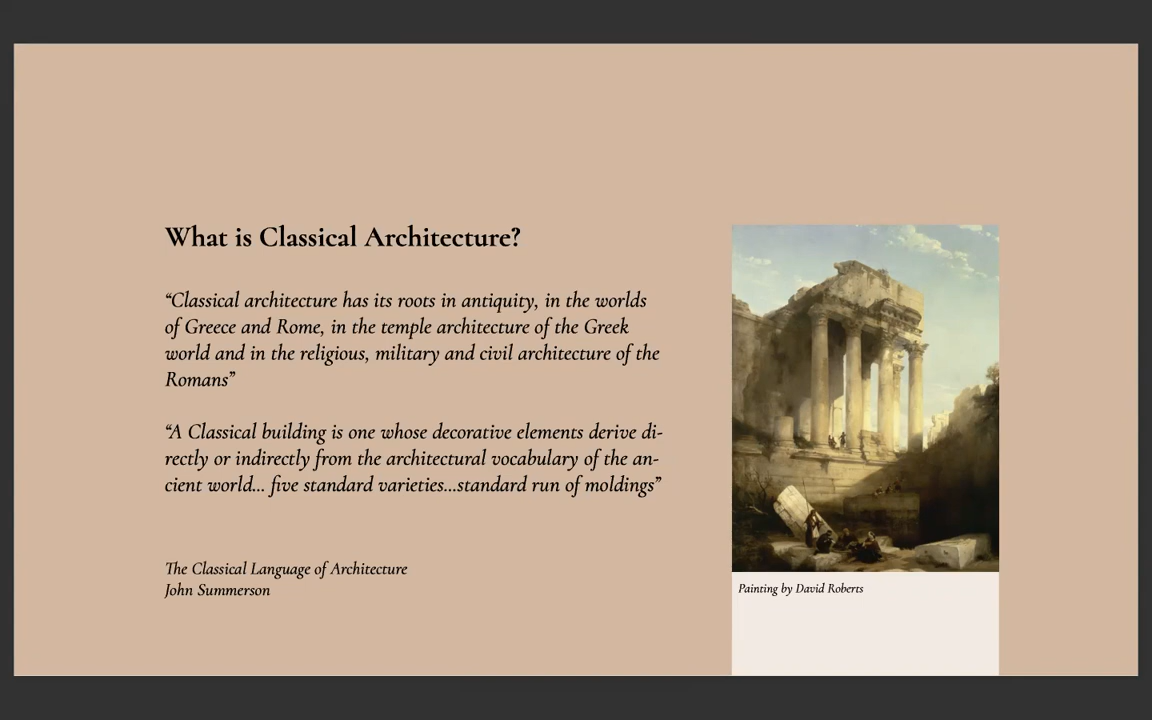 What is Classical Architecture?
“Classical architecture has its roots in antiquity, in the worlds
of Greece and Rome, in the temple architecture of the Greek
world and in the religious, military and civil architecture of the
Romans”
“A Classical building is one whose decorative elements derive di-
rectly or indirectly from the architectural vocabulary of the an-
cient world... five standard varieties...standard run of moldings”
The Classical Language of Architecture
John Summerson
Painting by David Roberts